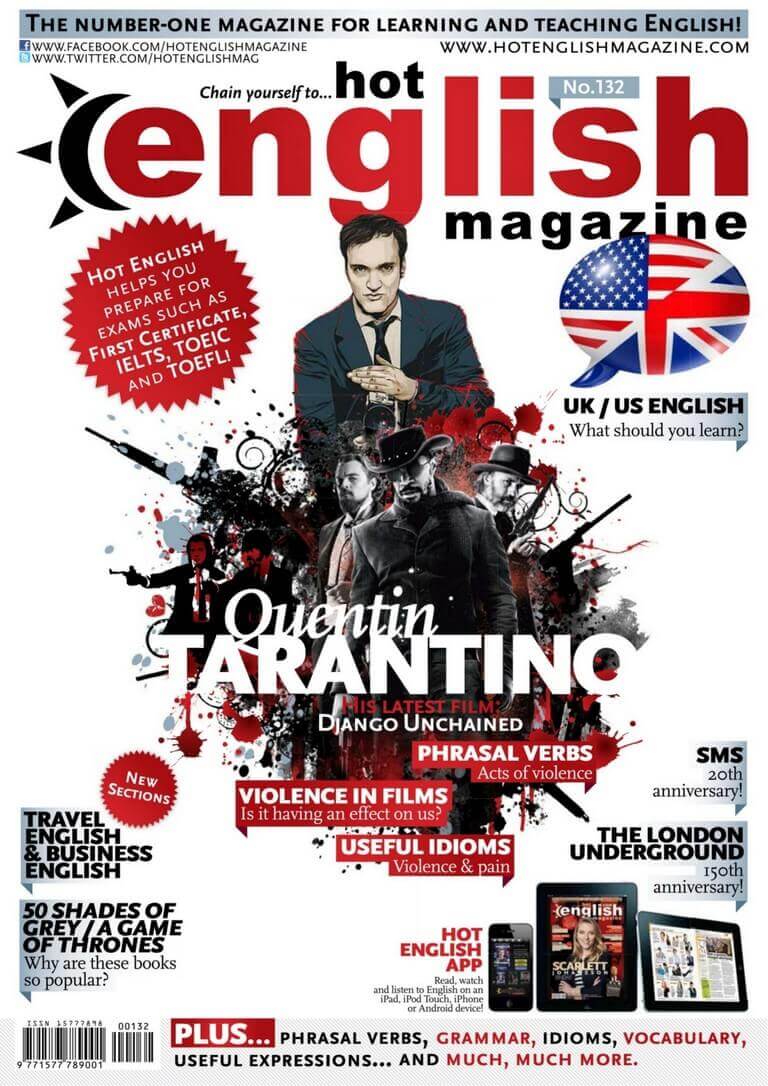 THE NUMBER-ONE MAGAZINE FOR LEARNING AND TEACHING ENGLISH!
WWW.FACEBOOK.COM/HOTENGLISHMAGAZINE
WWW.TWITTER.COM/HOTENGLISHMAG
WWW.HOTENGLISHMAGAZINE.COM
Chain yourself to... hot
No.132
english
magazine
HOT ENGLISH
HELPS YOU
PREPARE FOR
EXAMS SUCH AS
FIRST CERTIFICATE,
IELTS, TOEIC
AND TOEFL!
UK / US ENGLISH
What should you learn?
Quentin
TARANTINO
HIS LATEST FILM:
DJANGO UNCHAINED
PHRASAL VERBS
Acts of violence
VIOLENCE IN FILMS
Is it having an effect on us?
USEFUL IDIOMS
Violence & pain
NEW
SECTIONS
TRAVEL
ENGLISH
& BUSINESS
ENGLISH
50 SHADES OF
GREY / A GAME
OF THRONES
Why are these books
so popular?
SMS
20th
anniversary!
THE LONDON
UNDERGROUND
150th
anniversary!
HOT
ENGLISH
APP
Read, watch
and listen to English on an
iPad, iPod Touch, iPhone
or Android device!
english
magazine
SCARLETT
JOHANSSON
ISSN 15777898
00132
9 771577 789001
PLUS... PHRASAL VERBS, GRAMMAR, IDIOMS, VOCABULARY,
USEFUL EXPRESSIONS... AND MUCH, MUCH MORE.